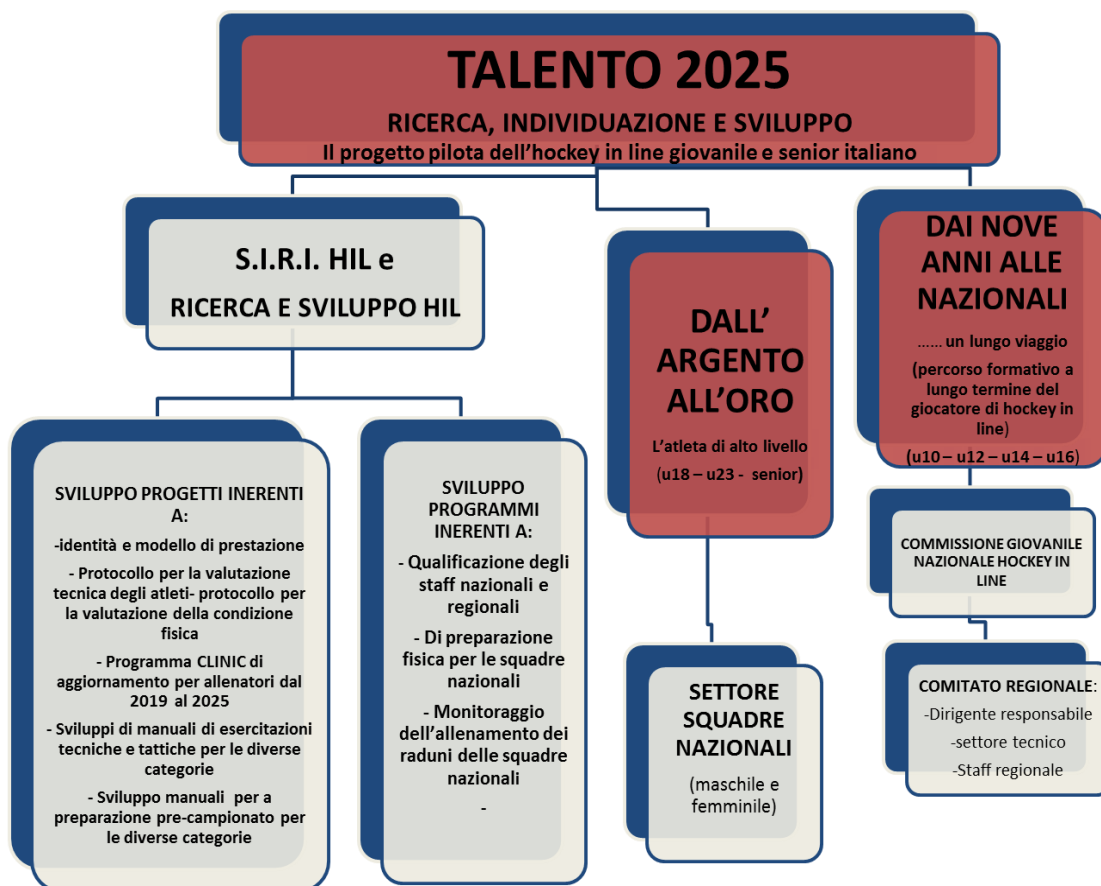 TALENTO 2025
RICERCA, INDIVIDUAZIONE E SVILUPPO
Il progetto pilota dell'hockey in line giovanile e senior italiano
S.I.R.I. HIL e
RICERCA E SVILUPPO HIL
SVILUPPO PROGETTI INERENTI
A:
-identità e modello di prestazione
- Protocollo per la valutazione
tecnica degli atleti- protocollo per
la valutazione della condizione
fisica
- Programma CLINIC di
aggiornamento per allenatori dal
2019 al 2025
- Sviluppi di manuali di esercitazioni
tecniche e tattiche per le diverse
categorie
- Sviluppo manuali per a
preparazione pre-campionato per
le diverse categorie
SVILUPPO
PROGRAMMI
INERENTI A:
- Qualificazione degli
staff nazionali e
regionali
- Di preparazione
fisica per le squadre
nazionali
- Monitoraggio
dell'allenamento dei
raduni delle squadre
nazionali
-
DALL'
ARGENTO
ALL'ORO
L'atleta di alto livello
(u18 – u23 - senior)
SETTORE
SQUADRE
NAZIONALI
(maschile e
femminile)
DAI NOVE
ANNI ALLE
NAZIONALI
...... un lungo viaggio
(percorso formativo a
lungo termine del
giocatore di hockey in
line)
(u10 – u12 – u14 – u16)
COMMISSIONE GIOVANILE
NAZIONALE HOCKEY IN
LINE
COMITATO REGIONALE:
-Dirigente responsabile
-settore tecnico
-Staff regionale